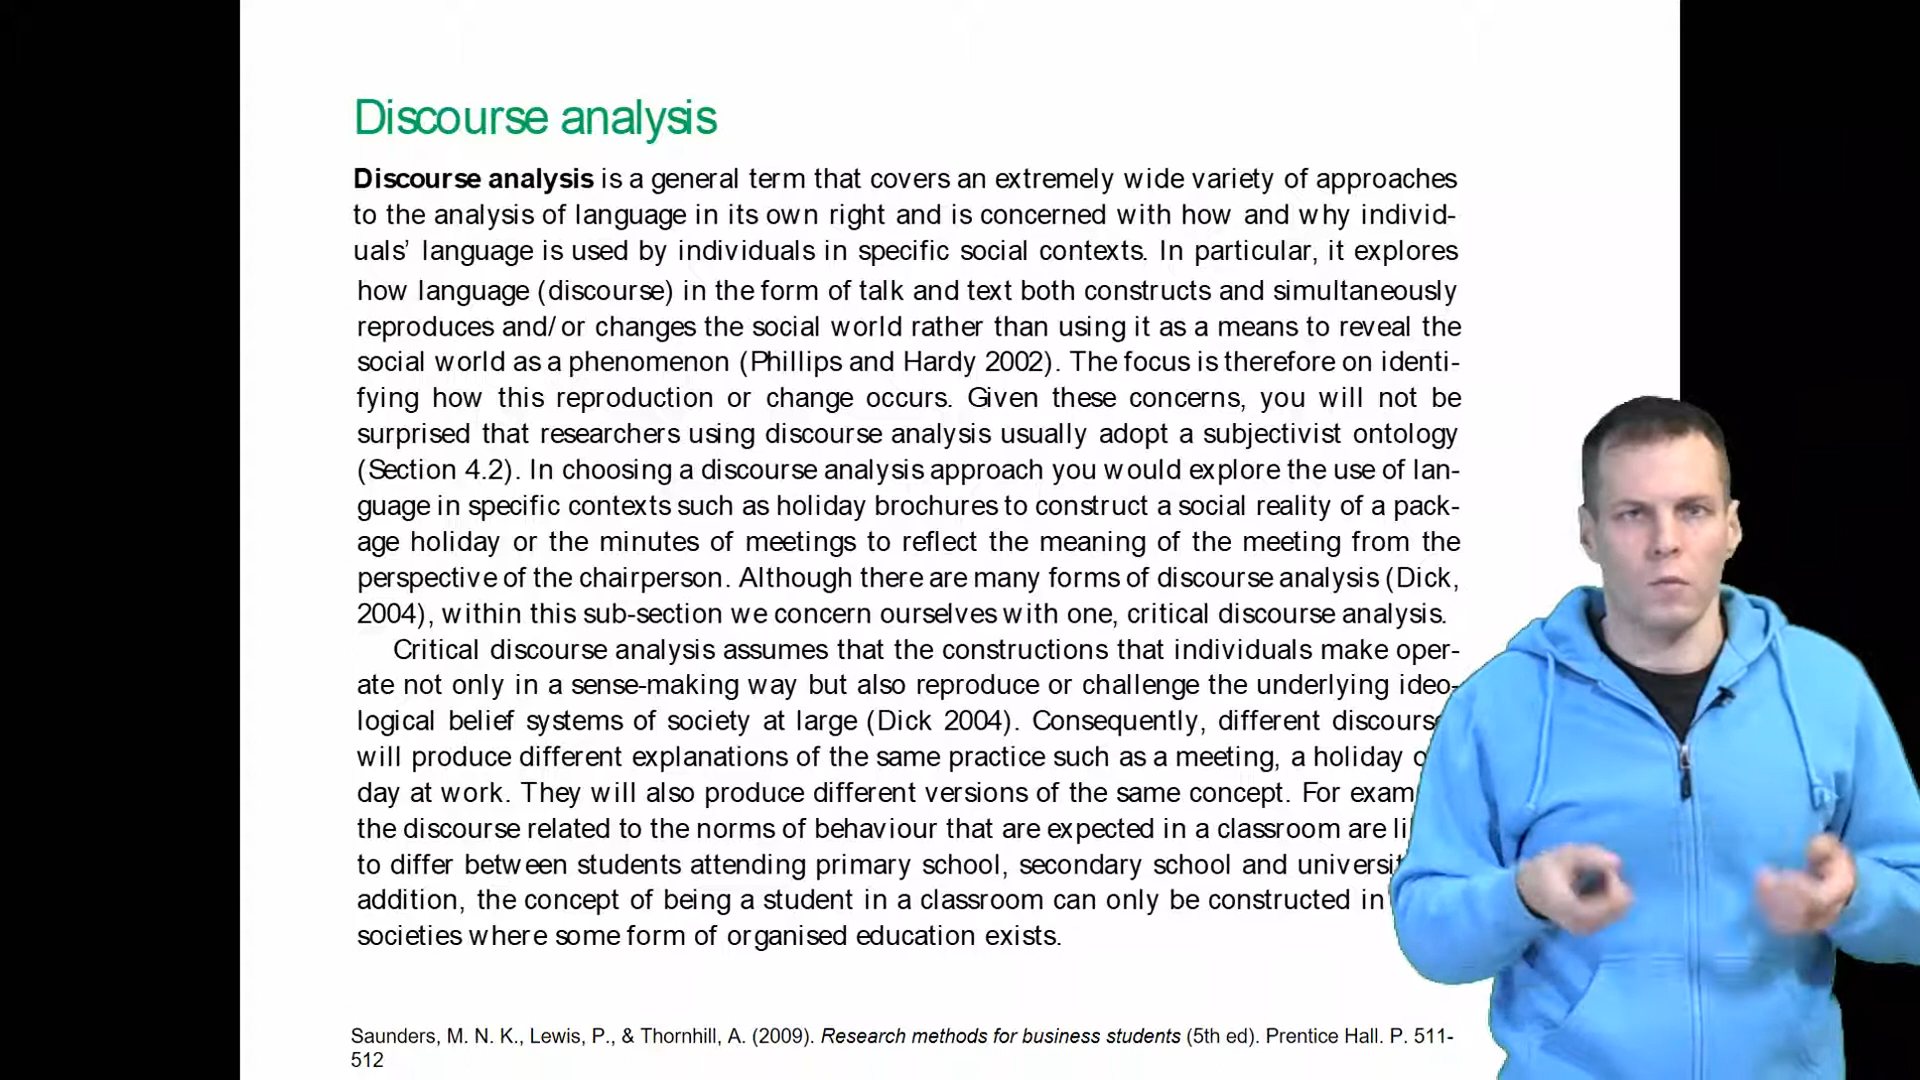 Discourse analysis
Discourse analysis is a general term that covers an extremely wide variety of approaches
to the analysis of language in its own right and is concerned with how and why individ-
uals’ language is used by individuals in specific social contexts. In particular, it explores
how language (discourse) in the form of talk and text both constructs and simultaneously
reproduces and/or changes the social world rather than using it as a means to reveal the
social world as a phenomenon (Phillips and Hardy 2002). The focus is therefore on identi-
fying how this reproduction or change occurs. Given these concerns, you will not be
surprised that researchers using discourse analysis usually adopt a subjectivist ontology
(Section 4.2). In choosing a discourse analysis approach you would explore the use of lan-
guage in specific contexts such as holiday brochures to construct a social reality of a pack-
age holiday or the minutes of meetings to reflect the meaning of the meeting from the
perspective of the chairperson. Although there are many forms of discourse analysis (Dick,
2004), within this sub-section we concern ourselves with one, critical discourse analysis.
Critical discourse analysis assumes that the constructions that individuals make oper-
ate not only in a sense-making way but also reproduce or challenge the underlying ideo-
logical belief systems of society at large (Dick 2004). Consequently, different
will produce different explanations of the same practice such as a meeting, a holiday
day at work. They will also produce different versions of the same concept. For
the discourse related to the norms of behaviour that are expected in a classroom are
to differ between students attending primary school, secondary school and
addition, the concept of being a student in a classroom can only be constructed in
societies where some form of organised education exists.
Saunders, M. N. K., Lewis, P., & Thornhill, A. (2009). Research methods for business students (5th ed). Prentice Hall. P. 511-
512